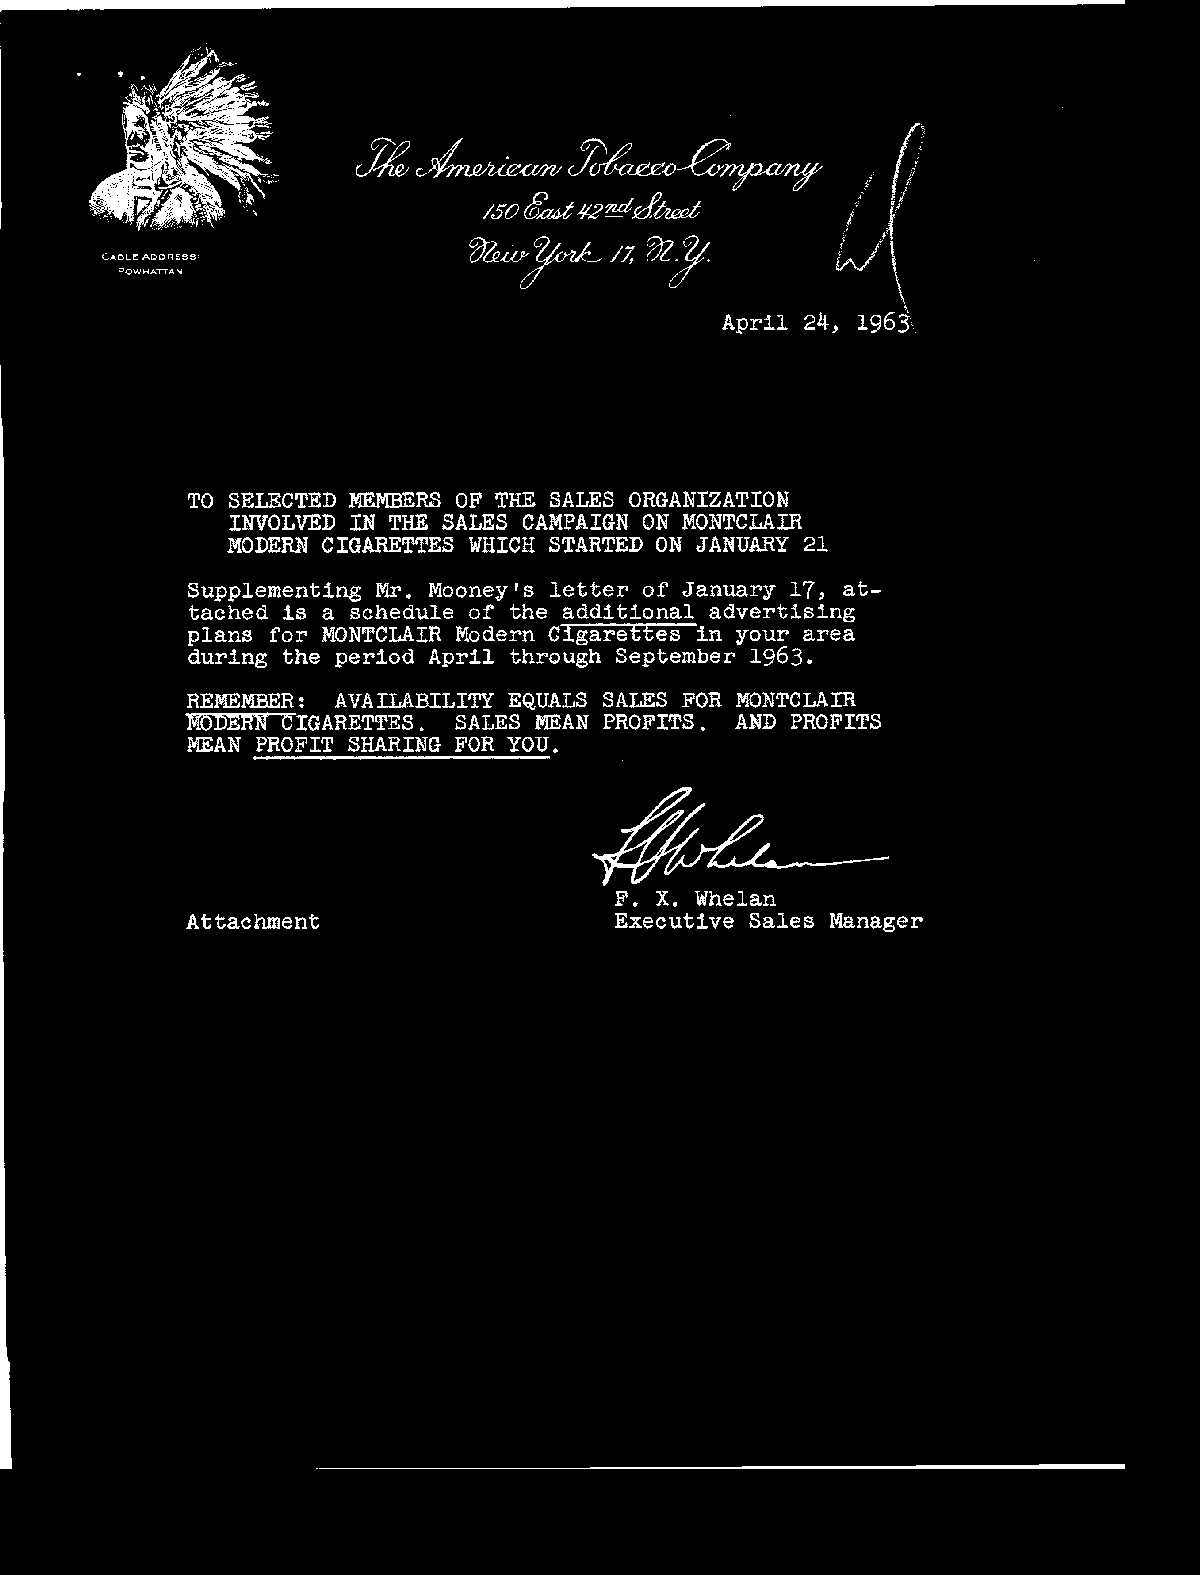 The American Tobacco Company
150 East 42nd Street
New York 17, N.Y.
CABLE ADDRESS:
POWHATTAN
April 24, 1963
TO SELECTED MEMBERS OF THE SALES ORGANIZATION
INVOLVED IN THE SALES CAMPAIGN ON MONTCLAIR
MODERN CIGARETTES WHICH STARTED ON JANUARY 21
Supplementing Mr. Mooney's letter of January 17, at-
tached is a schedule of the additional advertising
plans for MONTCLAIR Modern Cigarettes in your area
during the period April through September 1963.
REMEMBER: AVAILABILITY EQUALS SALES FOR MONTCLAIR
MODERN CIGARETTES. SALES MEAN PROFITS. AND PROFITS
MEAN PROFIT SHARING FOR YOU.
F. X. Whelan
Attachment
Executive Sales Manager